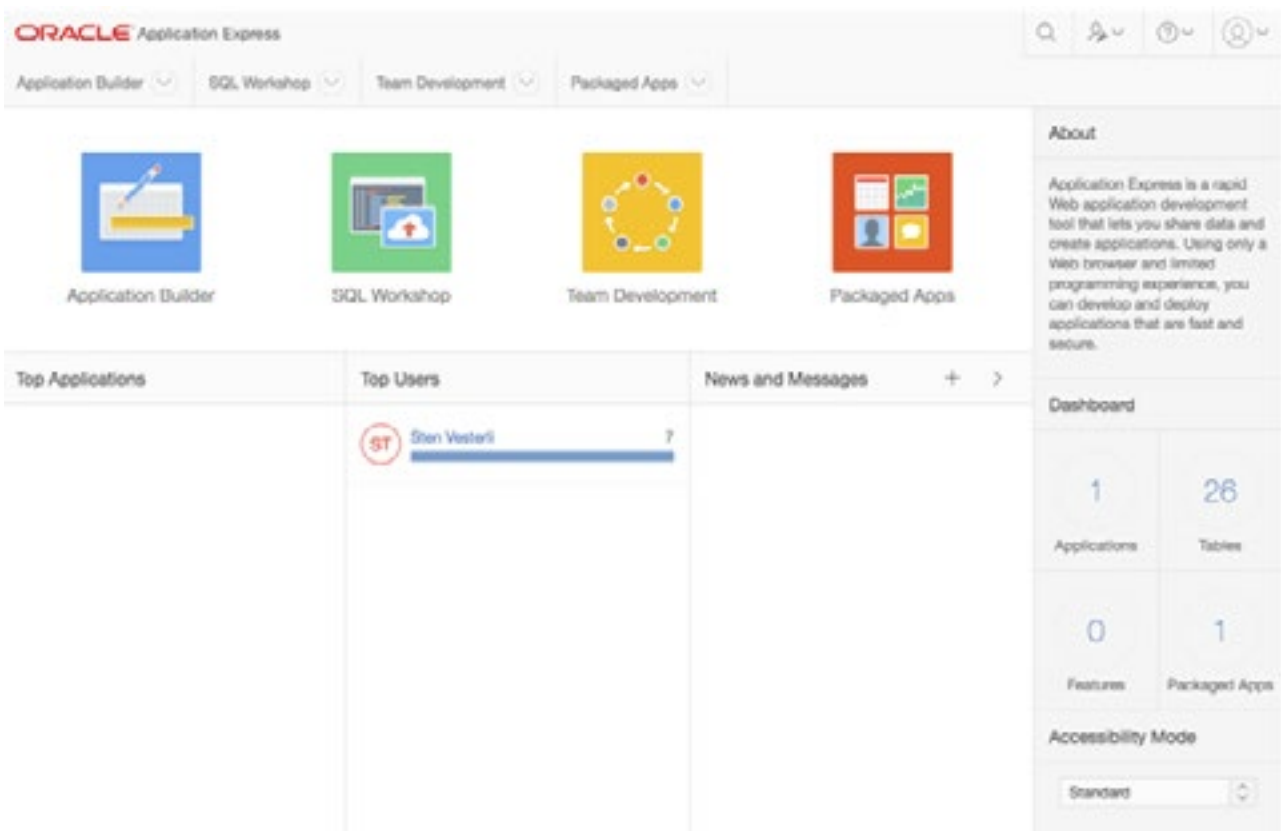 ORACLE Application Express
Application Builder SQL Workshop Team Development Packaged Apps
Application Builder SQL Workshop Team Development Packaged Apps
Top Applications
Top Users
ST Sten Vesterli 7
News and Messages
About
Application Express is a rapid
Web application development
tool that lets you share data and
create applications. Using only a
Web browser and limited
programming experience, you
can develop and deploy
applications that are fast and
secure.
Dashboard
1 26
Applications Tables
0 1
Features Packaged Apps
Accessibility Mode
Standard